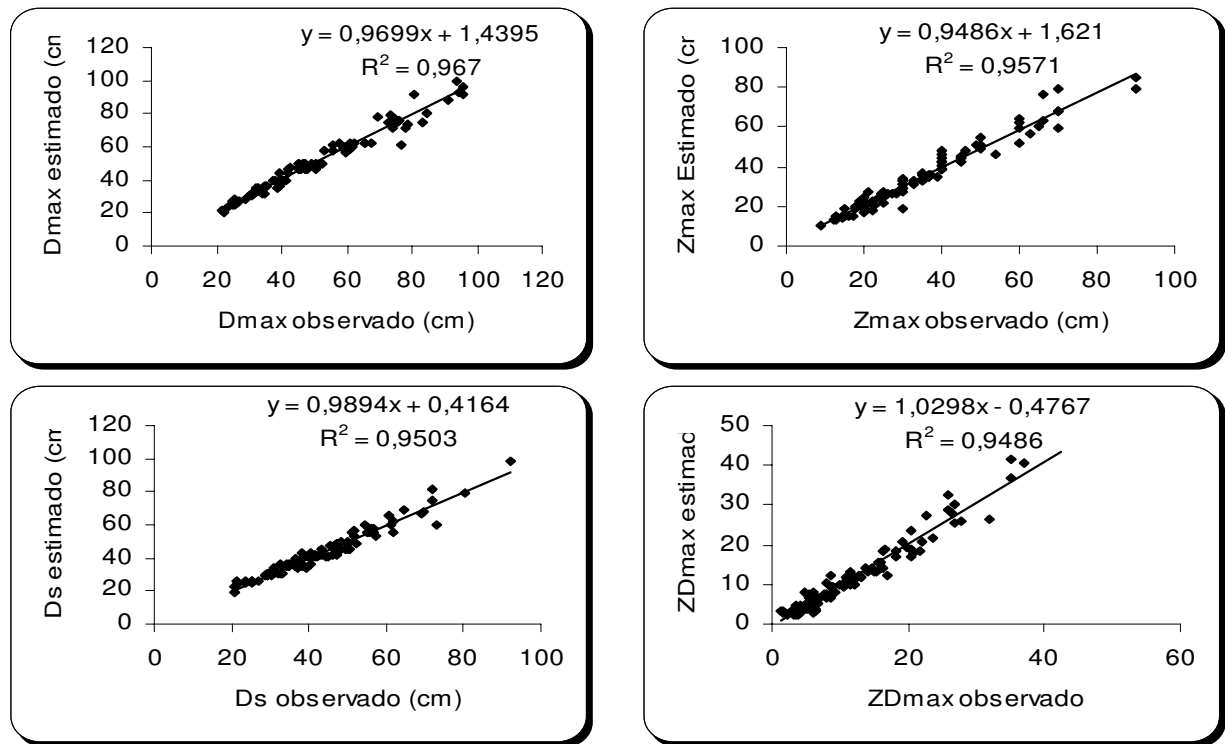 y = 0,9699x + 1,4395
R² = 0,967
Dmax estimado (cm
120
100
80
60
40
20
0
0 20 40 60 80 100 120
Dmax observado (cm)
y = 0,9486x + 1,621
R² = 0,9571
Zmax Estimado (cr
100
80
60
40
20
0
0 20 40 60 80 100
Zmax observado (cm)
y = 0,9894x + 0,4164
R² = 0,9503
Ds estimado (cm
120
100
80
60
40
20
0
0 20 40 60 80 100
Ds observado (cm)
y = 1,0298x - 0,4767
R² = 0,9486
ZDmax estimad
50
40
30
20
10
0
0 20 40 60
ZDmax observado